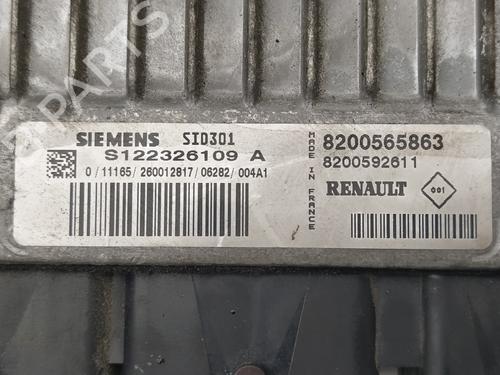 SIEMENS SID301
S122326109 A
0/11165/260012817/06282/004A1
MADE IN FRANCE
8200565863
8200592611
RENAULT
001
PARTS